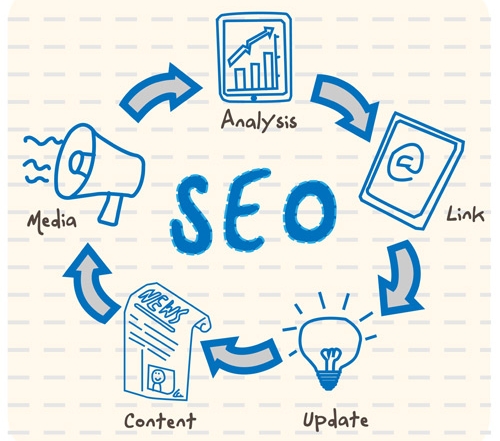 Analysis
@
Link
Media
SEO
NEWS
Content
Update